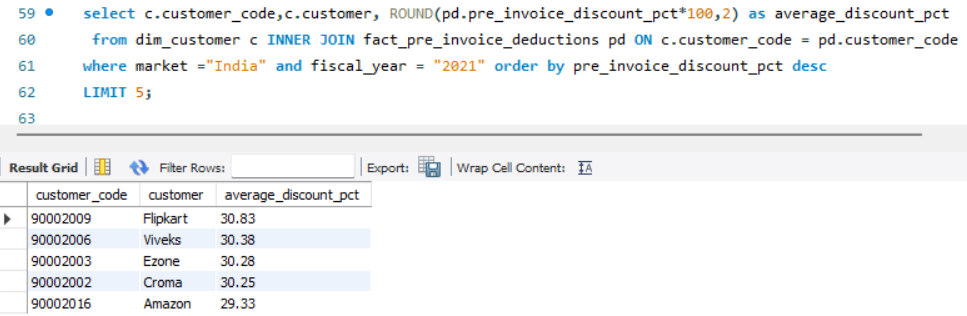 59 select c.customer_code,c.customer, ROUND(pd.pre_invoice_discount_pct*100,2) as average_discount_pct
60 from dim_customer c INNER JOIN fact_pre_invoice_deductions pd ON c.customer_code = pd.customer_code
61 where market ="India" and fiscal_year = "2021" order by pre_invoice_discount_pct desc
62 LIMIT 5;
63
Result Grid Filter Rows: Export: Wrap Cell Content:
customer_code customer average_discount_pct
90002009 Flipkart 30.83
90002006 Viveks 30.38
90002003 Ezone 30.28
90002002 Croma 30.25
90002016 Amazon 29.33